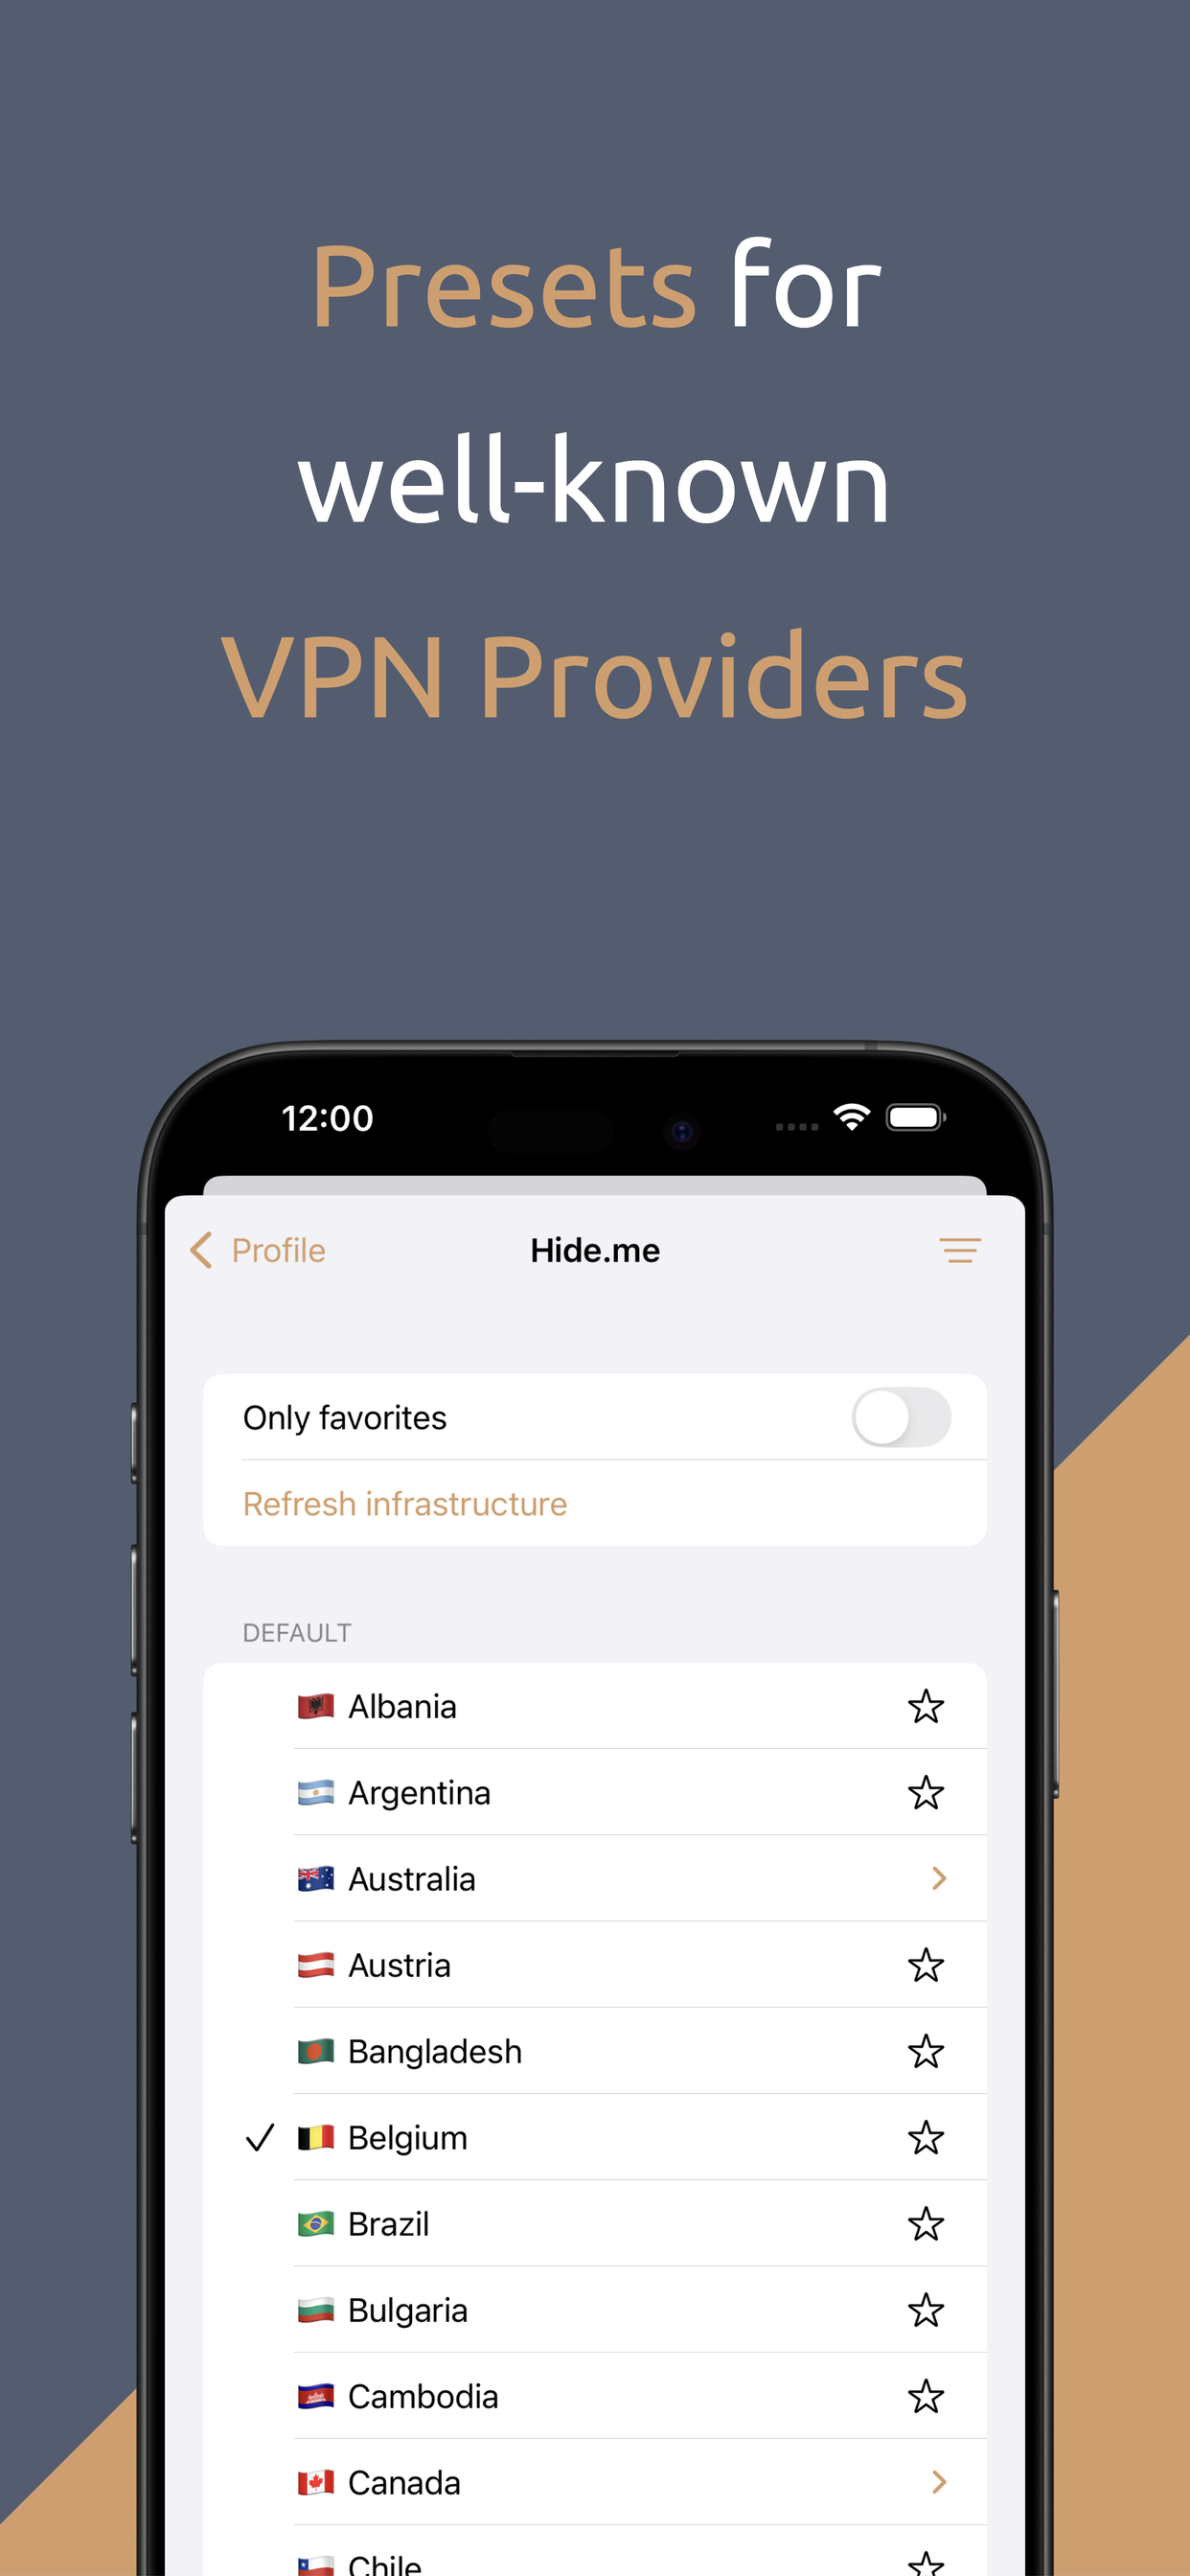 Presets for
well-known
VPN Providers
12:00
Profile
Hide.me
Only favorites
Refresh infrastructure
DEFAULT
Albania
Argentina
Australia
Austria
Bangladesh
Belgium
Brazil
Bulgaria
Cambodia
Canada
Chile